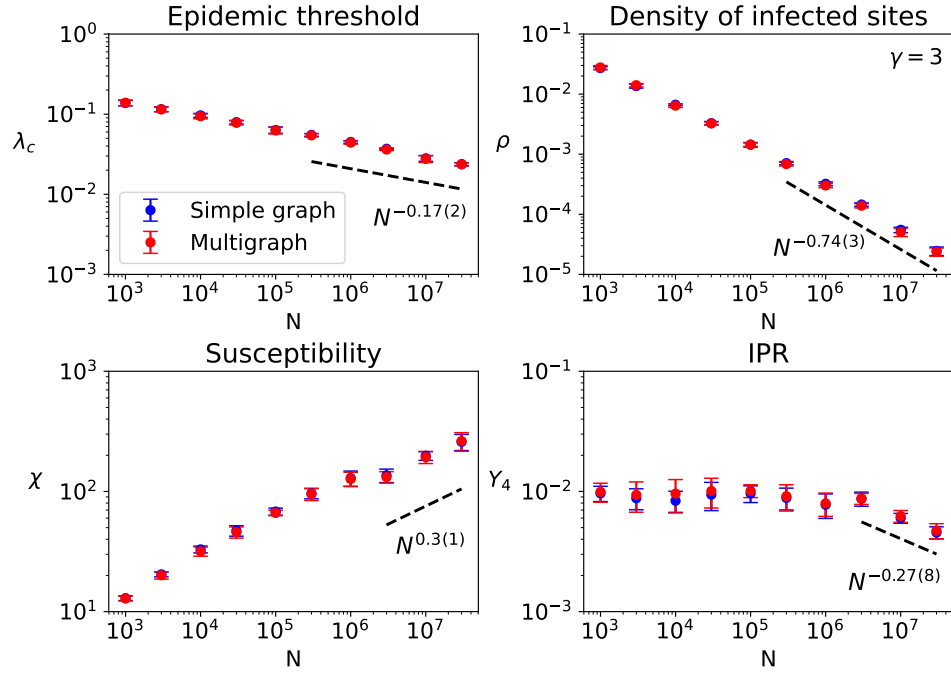 Epidemic threshold
10^0
10^{-1}
λ_c
10^{-2}
Simple graph
Multigraph
N^{-0.17(2)}
10^{-3}
10^3 10^4 10^5 10^6 10^7
N
Density of infected sites
10^{-1}
γ = 3
10^{-2}
10^{-3}
ρ
10^{-4}
N^{-0.74(3)}
10^{-5}
10^3 10^4 10^5 10^6 10^7
N
Susceptibility
10^3
χ
10^2
N^{0.3(1)}
10^1
10^3 10^4 10^5 10^6 10^7
N
IPR
10^{-1}
Y_4
10^{-2}
N^{-0.27(8)}
10^{-3}
10^3 10^4 10^5 10^6 10^7
N